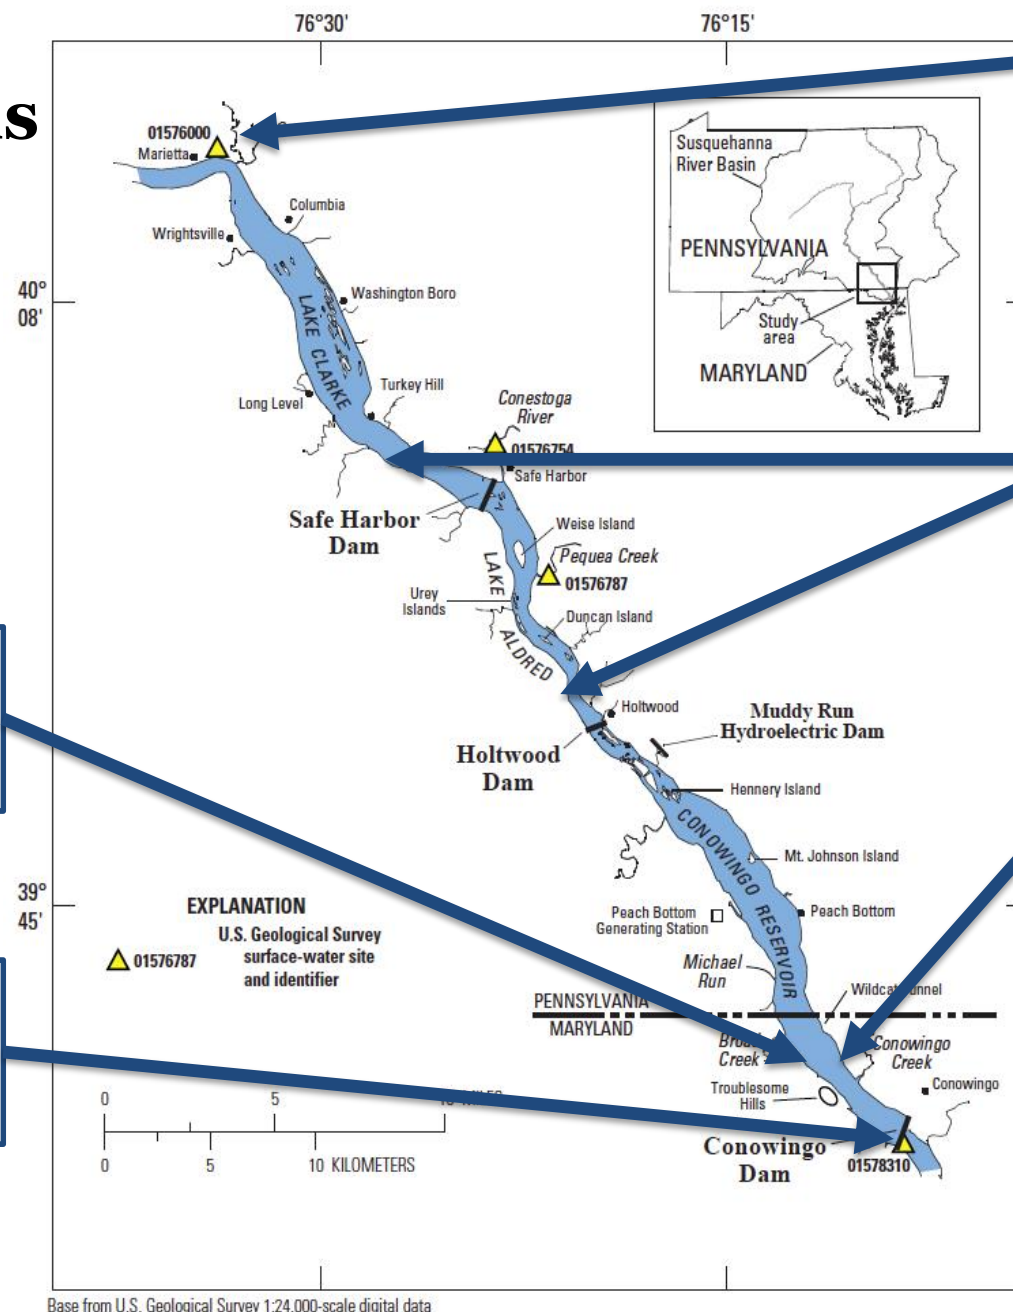 76°30'
76°15'
01576000
Marietta
Columbia
Wrightsville
40°
08'
Washington Boro
LAKE CLARKE
Turkey Hill
Long Level
Susquehanna
River Basin
PENNSYLVANIA
Study
area
MARYLAND
Conestoga
River
01576754
Safe Harbor
Safe Harbor
Dam
Weise Island
Pequea Creek
01576787
LAKE
ALDRED
Urey
Islands
Duncan Island
Holtwood
Muddy Run
Hydroelectric Dam
Holtwood
Dam
Hennery Island
CONOWINGO RESERVOIR
Mt. Johnson Island
39°
45'
Peach Bottom
Generating Station
Peach Bottom
EXPLANATION
01576787
U.S. Geological Survey
surface-water site
and identifier
Michael
Run
PENNSYLVANIA
MARYLAND
Creek
Conowingo
Creek
Conowingo
Troublesome
Hills
Conowingo
Dam
01578310
0 5
0 5 10 KILOMETERS
Base from U.S. Geological Survey 1:24,000-scale digital data